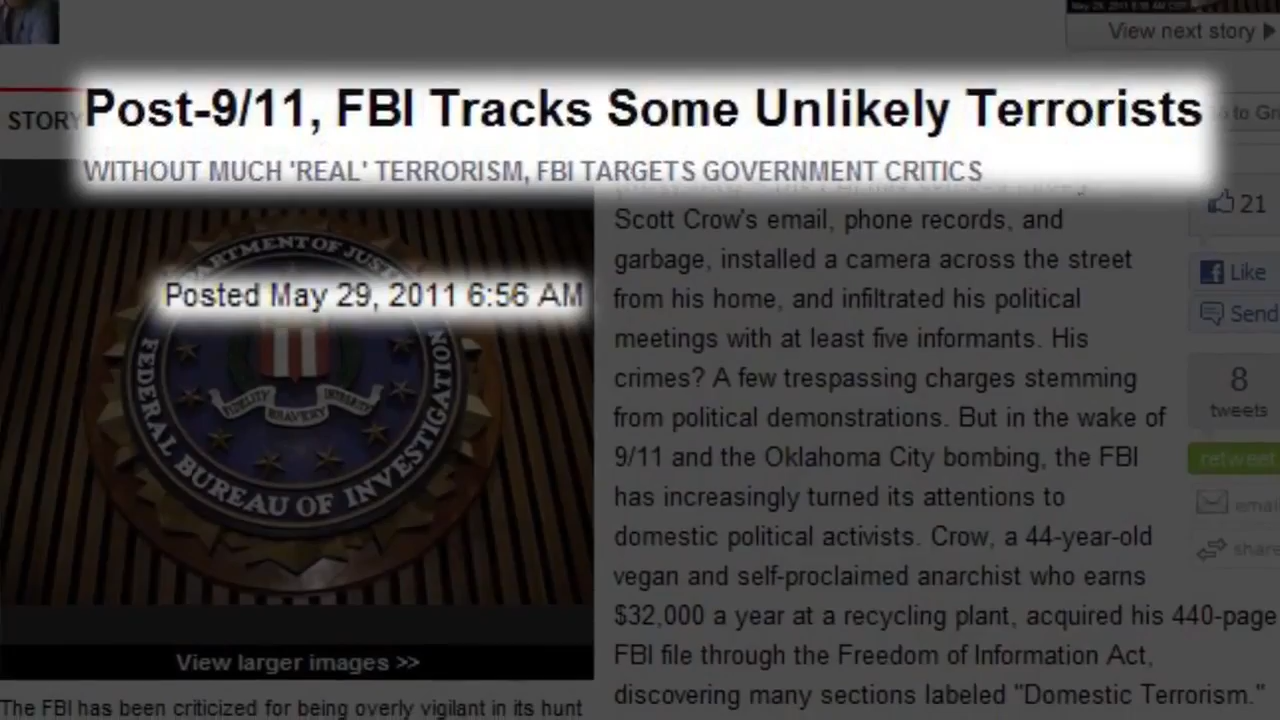 View next story
STORY
Post-9/11, FBI Tracks Some Unlikely Terrorists
WITHOUT MUCH 'REAL' TERRORISM, FBI TARGETS GOVERNMENT CRITICS
Posted May 29, 2011 6:56 AM
DEPARTMENT OF JUSTICE
FEDERAL BUREAU OF INVESTIGATION
FIDELITY BRAVERY INTEGRITY
View larger images >>
The FBI has been criticized for being overly vigilant in its hunt
Scott Crow's email, phone records, and
garbage, installed a camera across the street
from his home, and infiltrated his political
meetings with at least five informants. His
crimes? A few trespassing charges stemming
from political demonstrations. But in the wake of
9/11 and the Oklahoma City bombing, the FBI
has increasingly turned its attentions to
domestic political activists. Crow, a 44-year-old
vegan and self-proclaimed anarchist who earns
$32,000 a year at a recycling plant, acquired his 440-page
FBI file through the Freedom of Information Act,
discovering many sections labeled "Domestic Terrorism."
to Gr
21
Like
Send
8
tweets
retweet
email
share